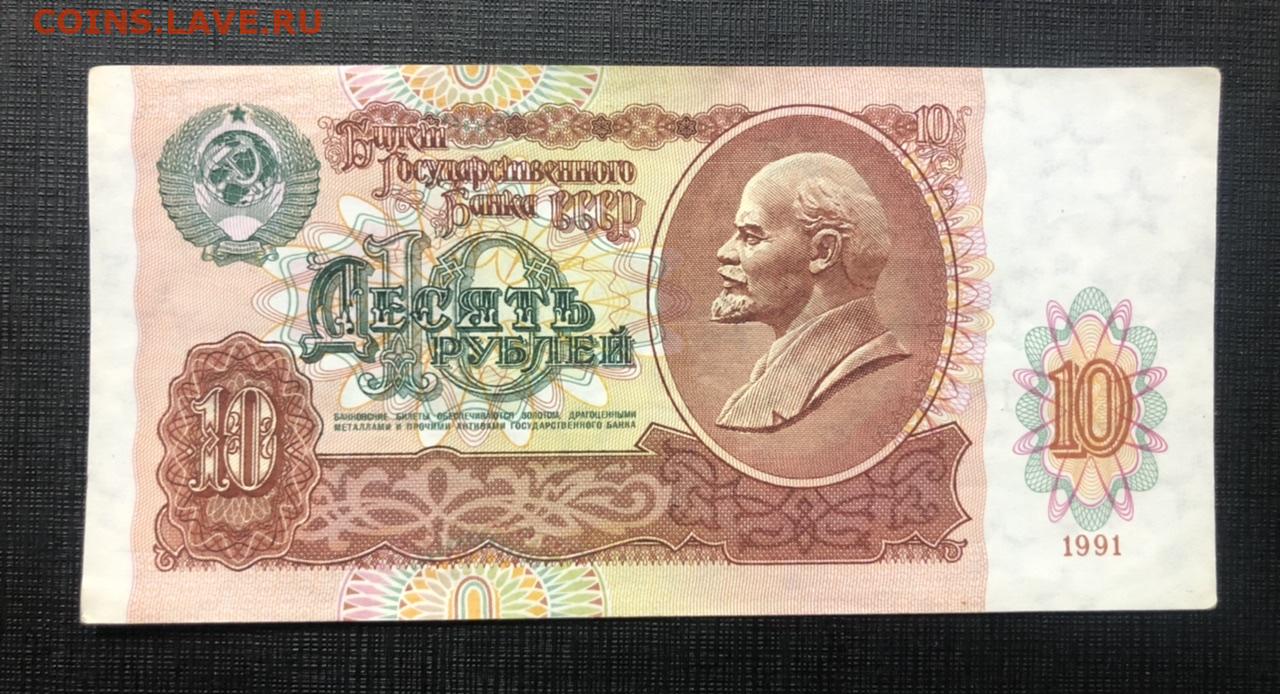 COINS.LAVE.RU
10
Билет
Государственного
Банка СССР
10
Десять
рублей
БАНКОВСКИЕ БИЛЕТЫ ОБЕСПЕЧИВАЮТСЯ ЗОЛОТОМ, ДРАГОЦЕННЫМИ
МЕТАЛЛАМИ И ПРОЧИМИ АКТИВАМИ ГОСУДАРСТВЕННОГО БАНКА
10
10
1991